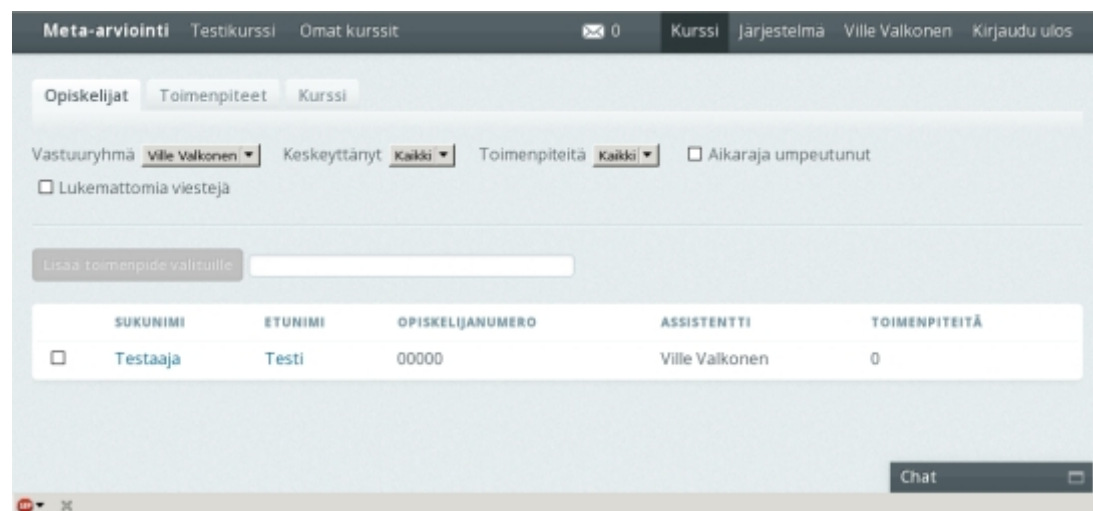 Meta-arviointi Testikurssi Omat kurssit 0 Kurssi Järjestelmä Ville Valkonen Kirjaudu ulos
Opiskelijat Toimenpiteet Kurssi
Vastuuryhmä Ville Valkonen Keskeyttänyt Kaikki Toimenpiteitä Kaikki Aikaraja umpeutunut
Lukemattomia viestejä
Lisää toimenpide valituille
SUKUNIMI ETUNIMI OPISKELIJANUMERO ASSISTENTTI TOIMENPITEITÄ
Testaaja Testi 00000 Ville Valkonen 0
Chat